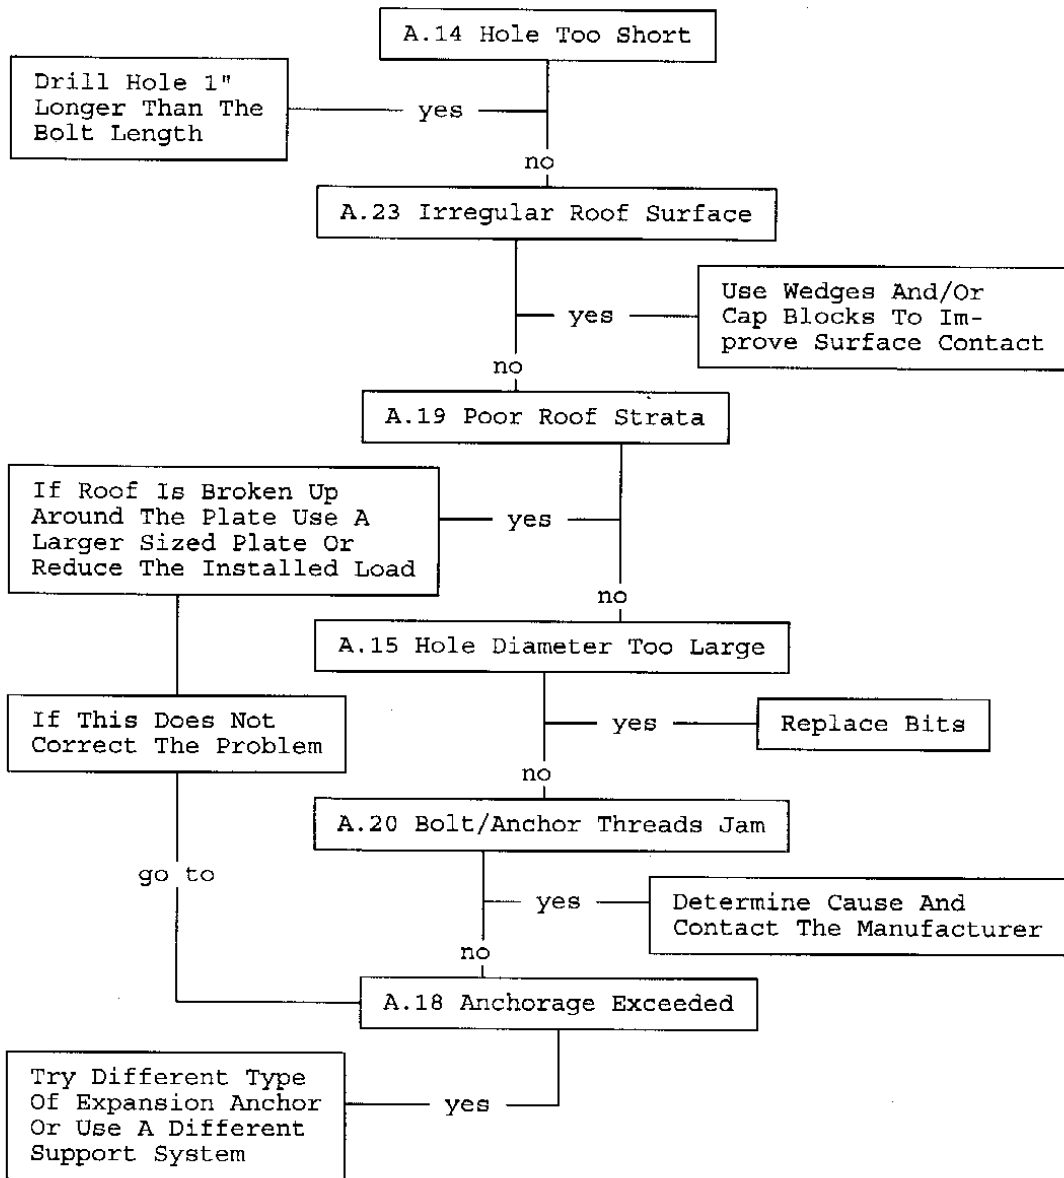 A.14 Hole Too Short
Drill Hole 1"
Longer Than The
Bolt Length
yes
no
A.23 Irregular Roof Surface
Use Wedges And/Or
Cap Blocks To Im-
prove Surface Contact
yes
no
A.19 Poor Roof Strata
If Roof Is Broken Up
Around The Plate Use A
Larger Sized Plate Or
Reduce The Installed Load
yes
no
A.15 Hole Diameter Too Large
If This Does Not
Correct The Problem
yes
Replace Bits
no
A.20 Bolt/Anchor Threads Jam
go to
yes
Determine Cause And
Contact The Manufacturer
no
A.18 Anchorage Exceeded
Try Different Type
Of Expansion Anchor
Or Use A Different
Support System
yes